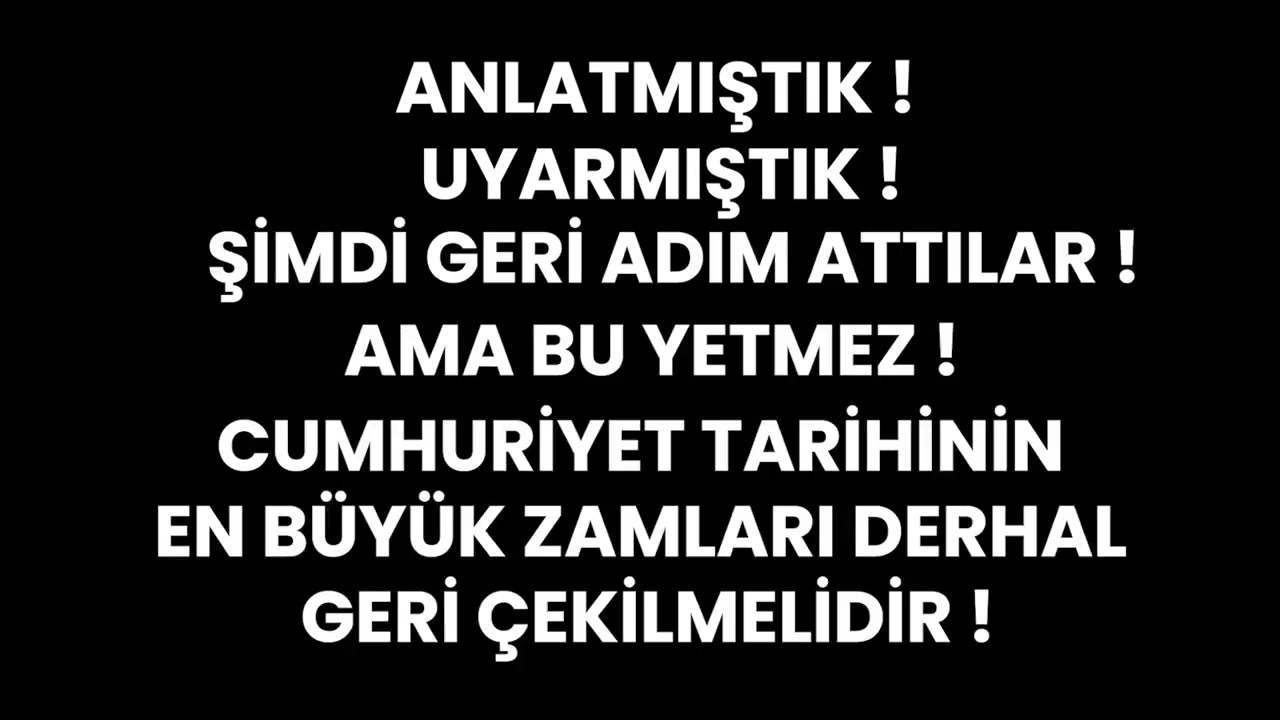 ANLATMIŞTIK !
UYARMIŞTIK !
ŞİMDİ GERİ ADIM ATTILAR !
AMA BU YETMEZ !
CUMHURİYET TARİHİNİN
EN BÜYÜK ZAMLARI DERHAL
GERİ ÇEKİLMELİDİR !